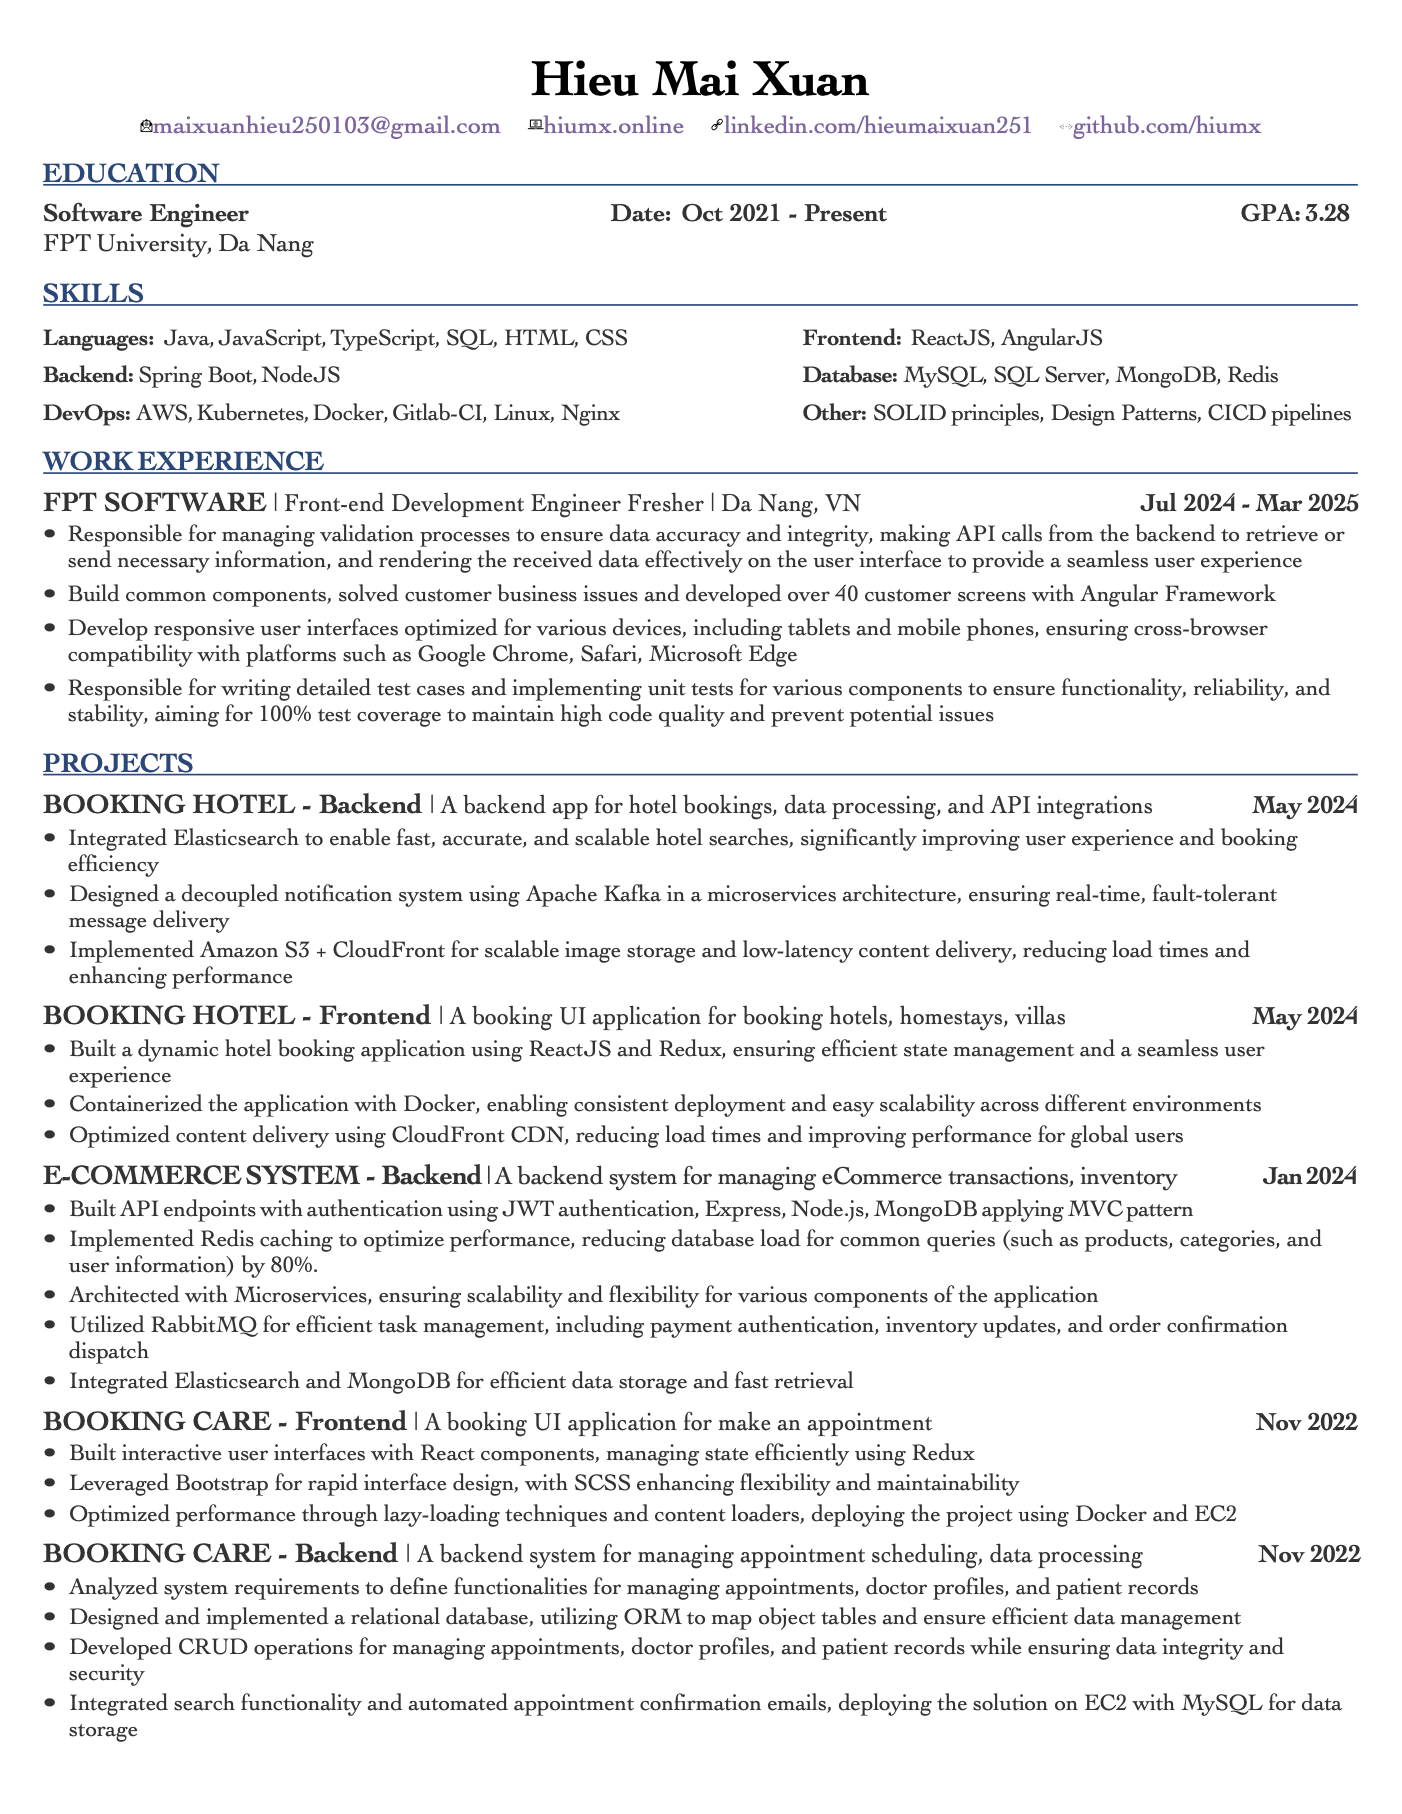 Hieu Mai Xuan
maixuanhieu250103@gmail.com hiumx.online linkedin.com/hieumaixuan251 github.com/hiumx
EDUCATION
Software Engineer Date: Oct 2021 - Present GPA: 3.28
FPT University, Da Nang
SKILLS
Languages: Java, JavaScript, TypeScript, SQL, HTML, CSS Frontend: ReactJS, AngularJS
Backend: Spring Boot, NodeJS Database: MySQL, SQL Server, MongoDB, Redis
DevOps: AWS, Kubernetes, Docker, Gitlab-CI, Linux, Nginx Other: SOLID principles, Design Patterns, CICD pipelines
WORK EXPERIENCE
FPT SOFTWARE | Front-end Development Engineer Fresher | Da Nang, VN Jul 2024 - Mar 2025
• Responsible for managing validation processes to ensure data accuracy and integrity, making API calls from the backend to retrieve or
send necessary information, and rendering the received data effectively on the user interface to provide a seamless user experience
• Build common components, solved customer business issues and developed over 40 customer screens with Angular Framework
• Develop responsive user interfaces optimized for various devices, including tablets and mobile phones, ensuring cross-browser
compatibility with platforms such as Google Chrome, Safari, Microsoft Edge
• Responsible for writing detailed test cases and implementing unit tests for various components to ensure functionality, reliability, and
stability, aiming for 100% test coverage to maintain high code quality and prevent potential issues
PROJECTS
BOOKING HOTEL - Backend | A backend app for hotel bookings, data processing, and API integrations May 2024
• Integrated Elasticsearch to enable fast, accurate, and scalable hotel searches, significantly improving user experience and booking
efficiency
• Designed a decoupled notification system using Apache Kafka in a microservices architecture, ensuring real-time, fault-tolerant
message delivery
• Implemented Amazon S3 + CloudFront for scalable image storage and low-latency content delivery, reducing load times and
enhancing performance
BOOKING HOTEL - Frontend | A booking UI application for booking hotels, homestays, villas May 2024
• Built a dynamic hotel booking application using ReactJS and Redux, ensuring efficient state management and a seamless user
experience
• Containerized the application with Docker, enabling consistent deployment and easy scalability across different environments
• Optimized content delivery using CloudFront CDN, reducing load times and improving performance for global users
E-COMMERCE SYSTEM - Backend | A backend system for managing eCommerce transactions, inventory Jan 2024
• Built API endpoints with authentication using JWT authentication, Express, Node.js, MongoDB applying MVC pattern
• Implemented Redis caching to optimize performance, reducing database load for common queries (such as products, categories, and
user information) by 80%.
• Architected with Microservices, ensuring scalability and flexibility for various components of the application
• Utilized RabbitMQ for efficient task management, including payment authentication, inventory updates, and order confirmation
dispatch
• Integrated Elasticsearch and MongoDB for efficient data storage and fast retrieval
BOOKING CARE - Frontend | A booking UI application for make an appointment Nov 2022
• Built interactive user interfaces with React components, managing state efficiently using Redux
• Leveraged Bootstrap for rapid interface design, with SCSS enhancing flexibility and maintainability
• Optimized performance through lazy-loading techniques and content loaders, deploying the project using Docker and EC2
BOOKING CARE - Backend | A backend system for managing appointment scheduling, data processing Nov 2022
• Analyzed system requirements to define functionalities for managing appointments, doctor profiles, and patient records
• Designed and implemented a relational database, utilizing ORM to map object tables and ensure efficient data management
• Developed CRUD operations for managing appointments, doctor profiles, and patient records while ensuring data integrity and
security
• Integrated search functionality and automated appointment confirmation emails, deploying the solution on EC2 with MySQL for data
storage